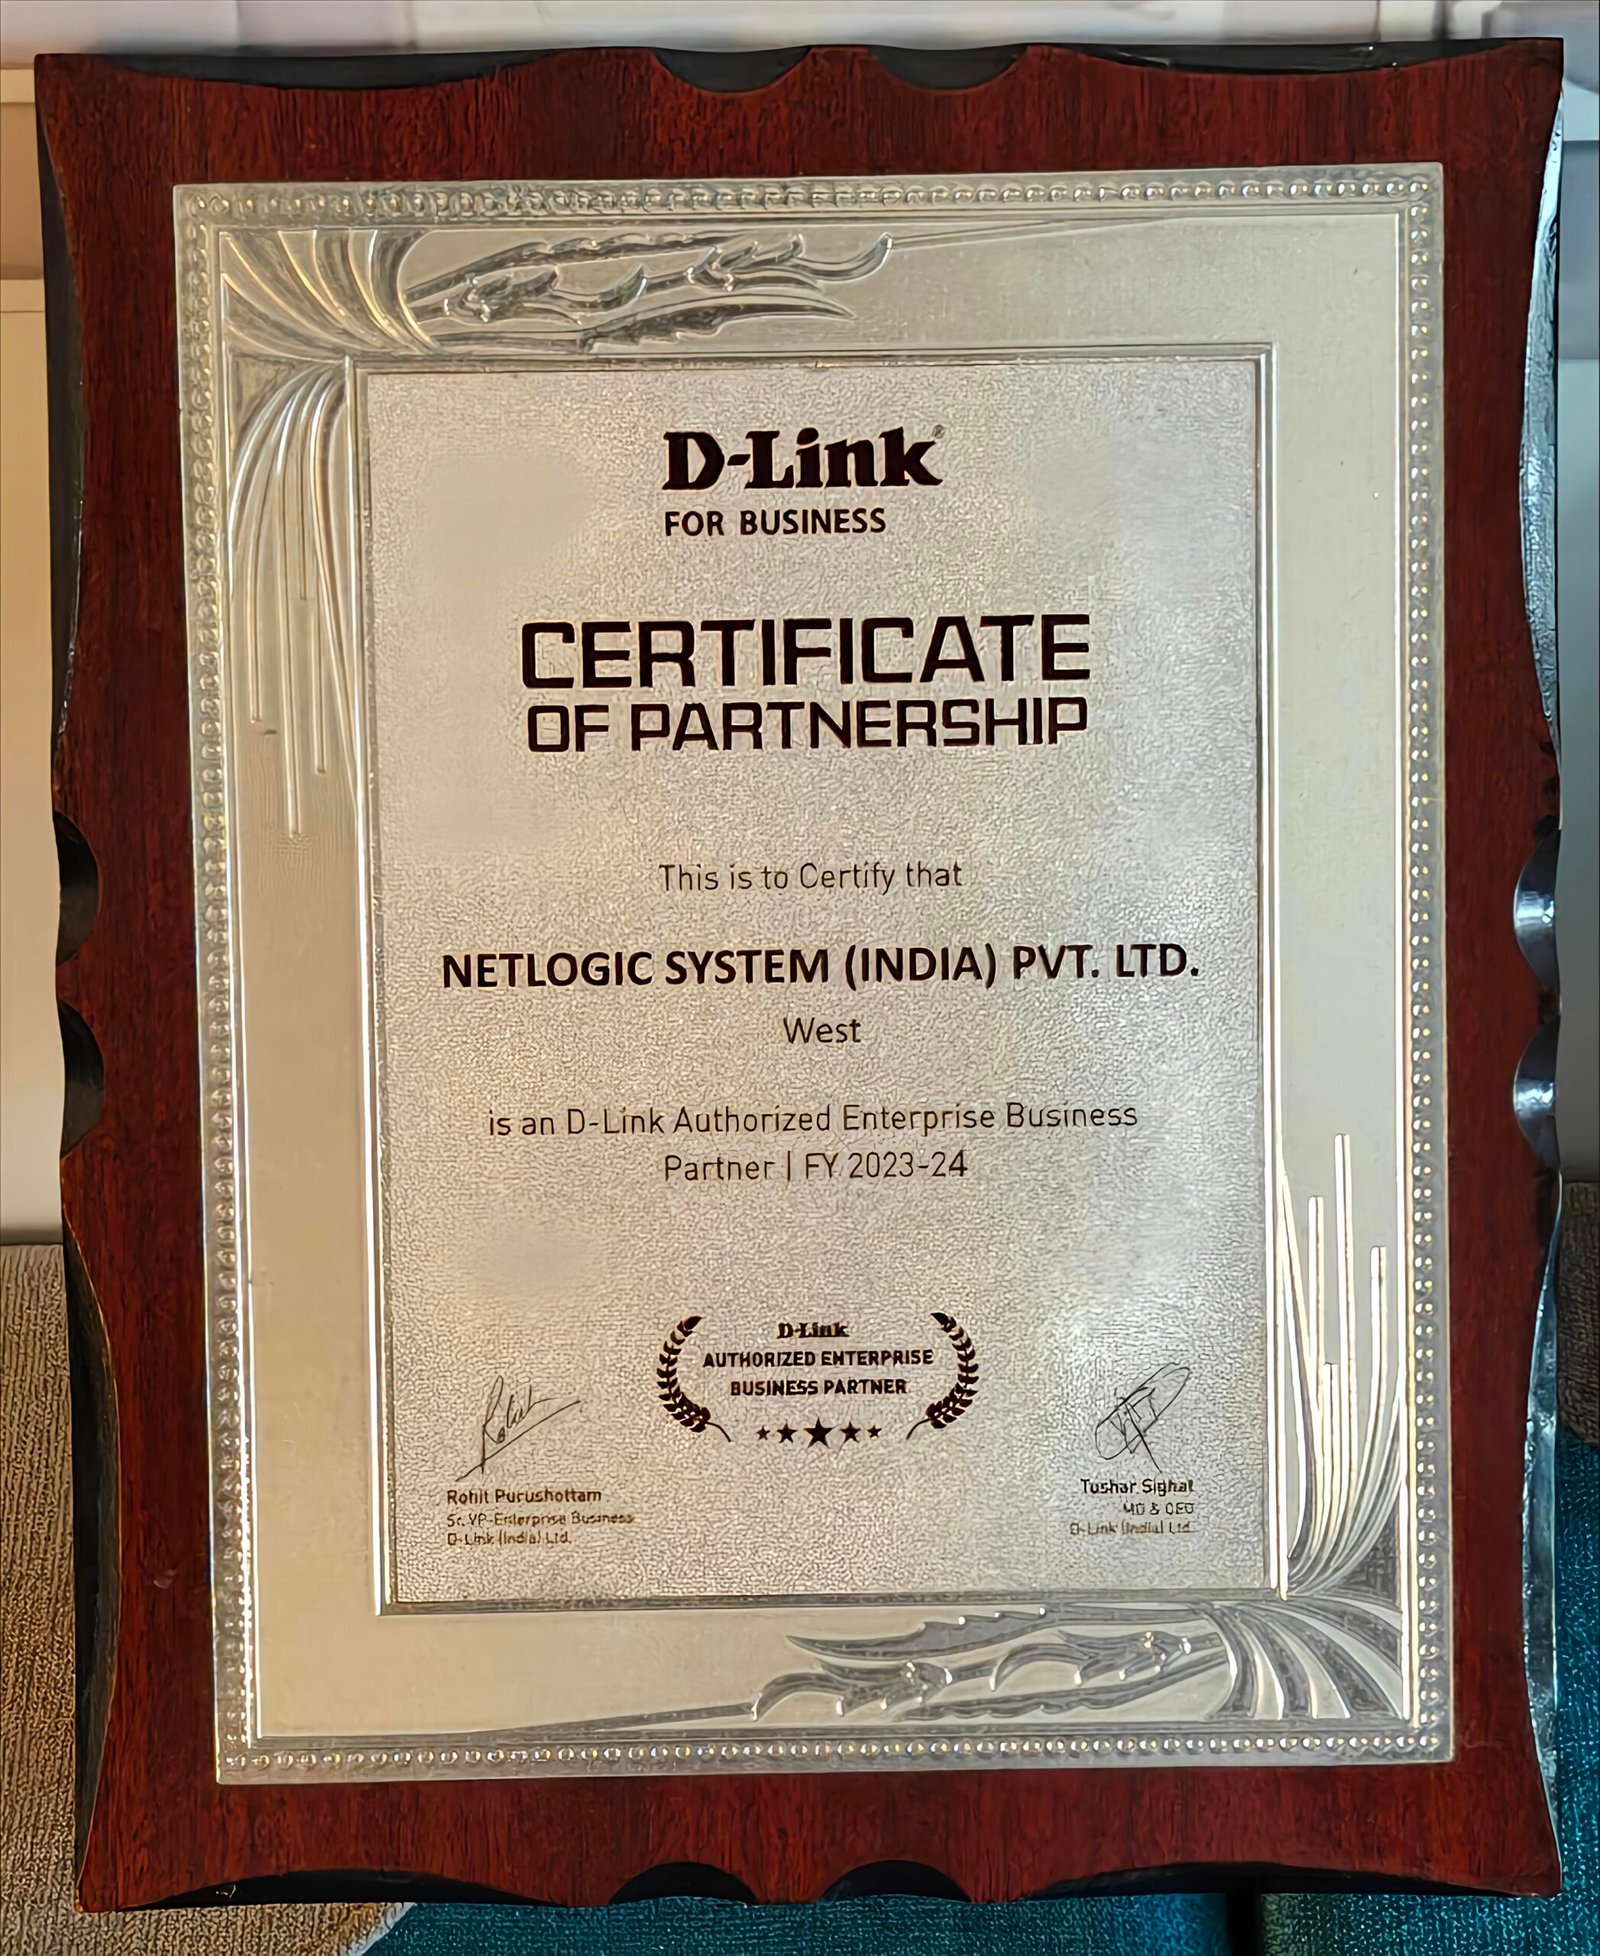 D-Link®
FOR BUSINESS
CERTIFICATE
OF PARTNERSHIP
This is to Certify that
NETLOGIC SYSTEM (INDIA) PVT. LTD.
West
is an D-Link Authorized Enterprise Business
Partner | FY 2023-24
D-Link
AUTHORIZED ENTERPRISE
BUSINESS PARTNER
Rohit Purushottam
Sr. VP-Enterprise Business
D-Link (India) Ltd.
Tushar Sighat
MD & CEO
D-Link (India) Ltd.